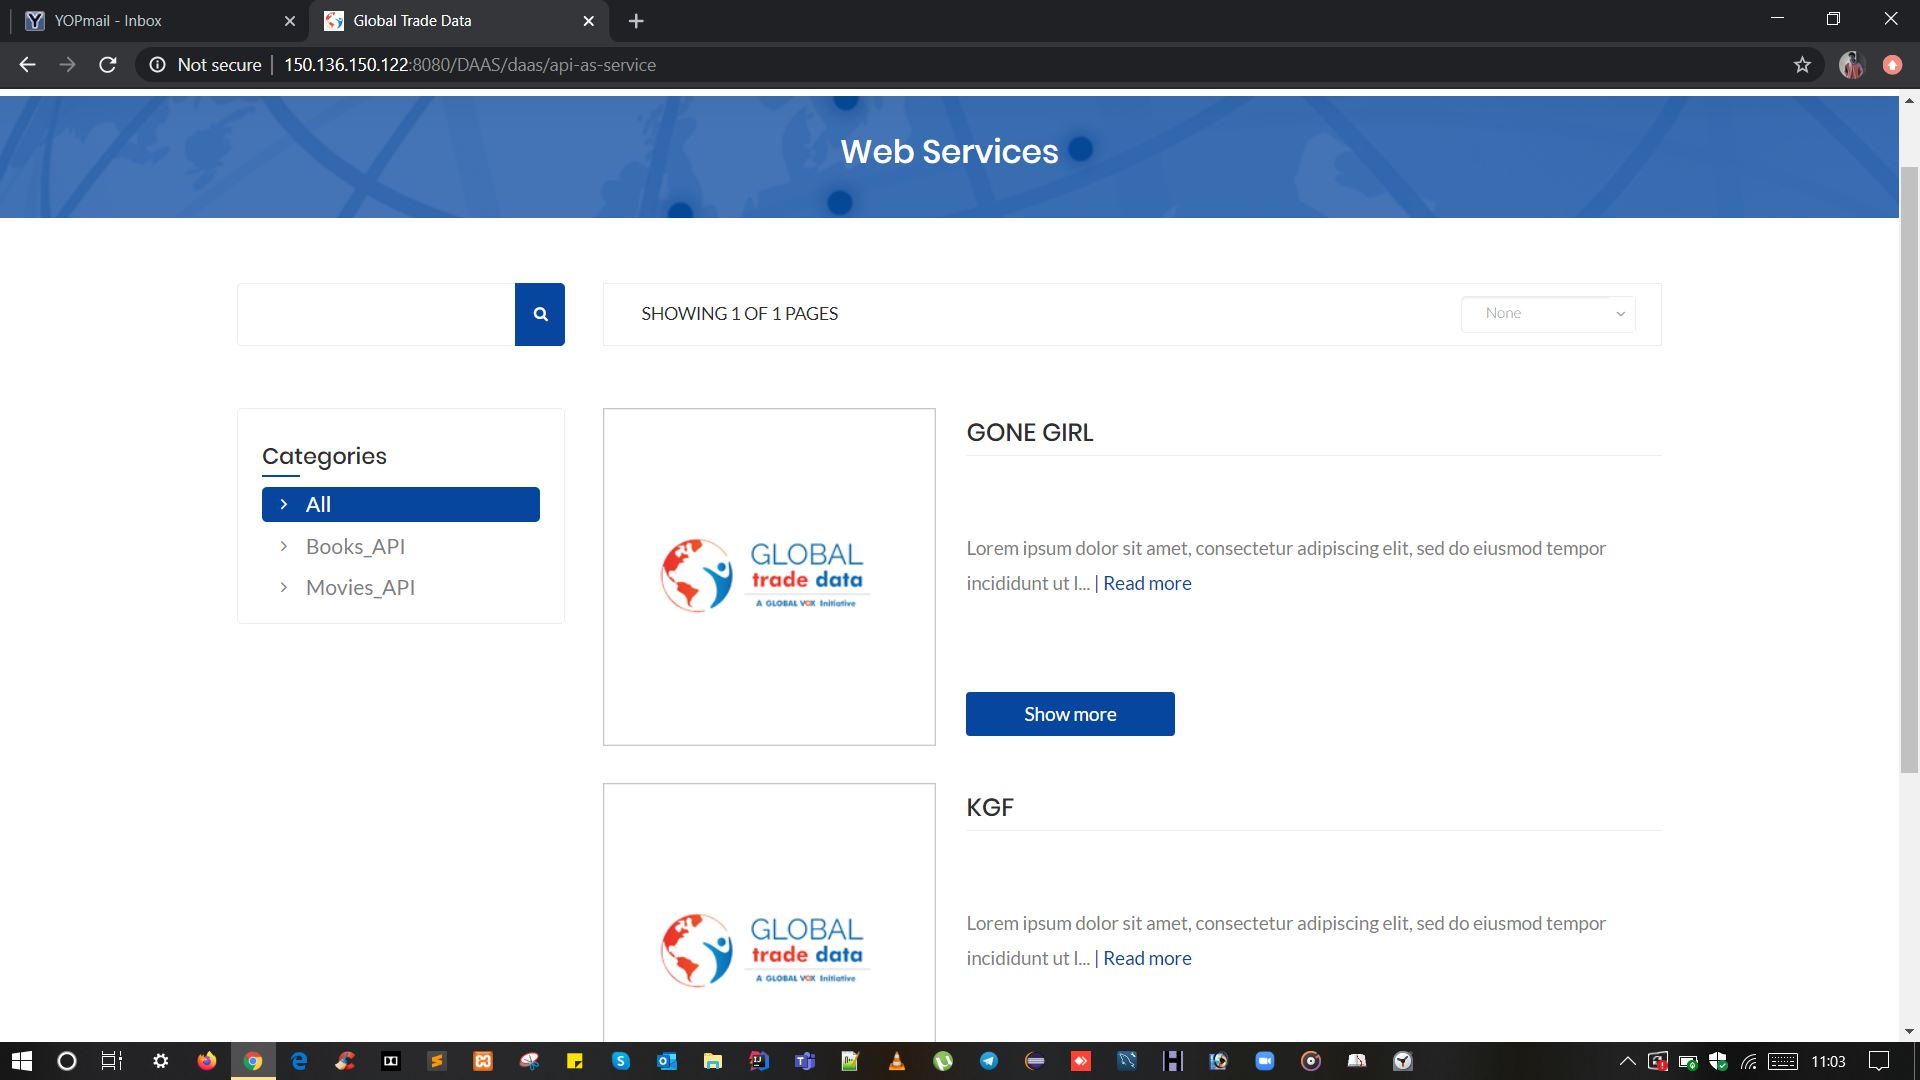 YOPmail - Inbox
Global Trade Data
Not secure
150.136.150.122:8080/DAAS/daas/api-as-service
Web Services
SHOWING 1 OF 1 PAGES
None
Categories
All
Books_API
Movies_API
GLOBAL
trade data
A GLOBAL VOX Initiative
GONE GIRL
Lorem ipsum dolor sit amet, consectetur adipiscing elit, sed do eiusmod tempor
incididunt ut l... | Read more
Show more
GLOBAL
trade data
A GLOBAL VOX Initiative
KGF
Lorem ipsum dolor sit amet, consectetur adipiscing elit, sed do eiusmod tempor
incididunt ut l... | Read more
11:03